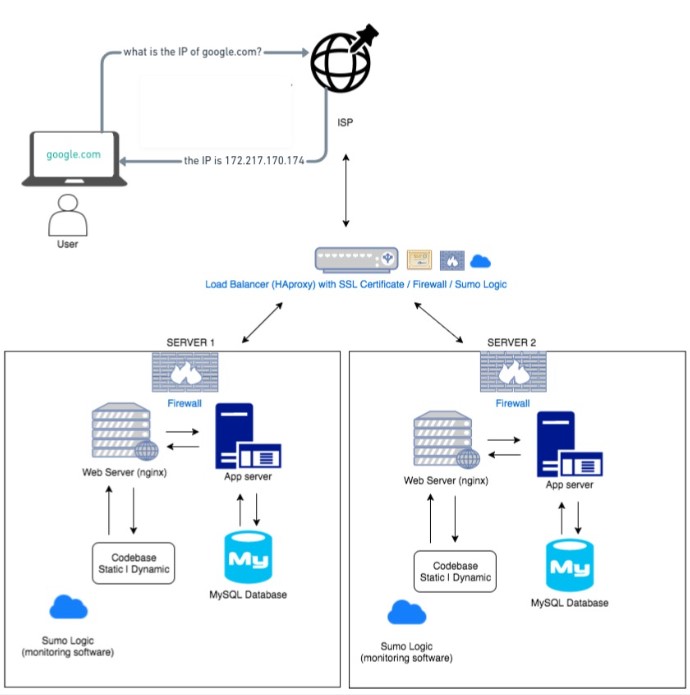 what is the IP of google.com?
ISP
google.com
the IP is 172.217.170.174
User
Load Balancer (HAproxy) with SSL Certificate / Firewall / Sumo Logic
SERVER 1
Firewall
Web Server (nginx)
App server
Codebase
Static I Dynamic
My
MySQL Database
Sumo Logic
(monitoring software)
SERVER 2
Firewall
Web Server (nginx)
App server
Codebase
Static I Dynamic
My
MySQL Database
Sumo Logic
(monitoring software)